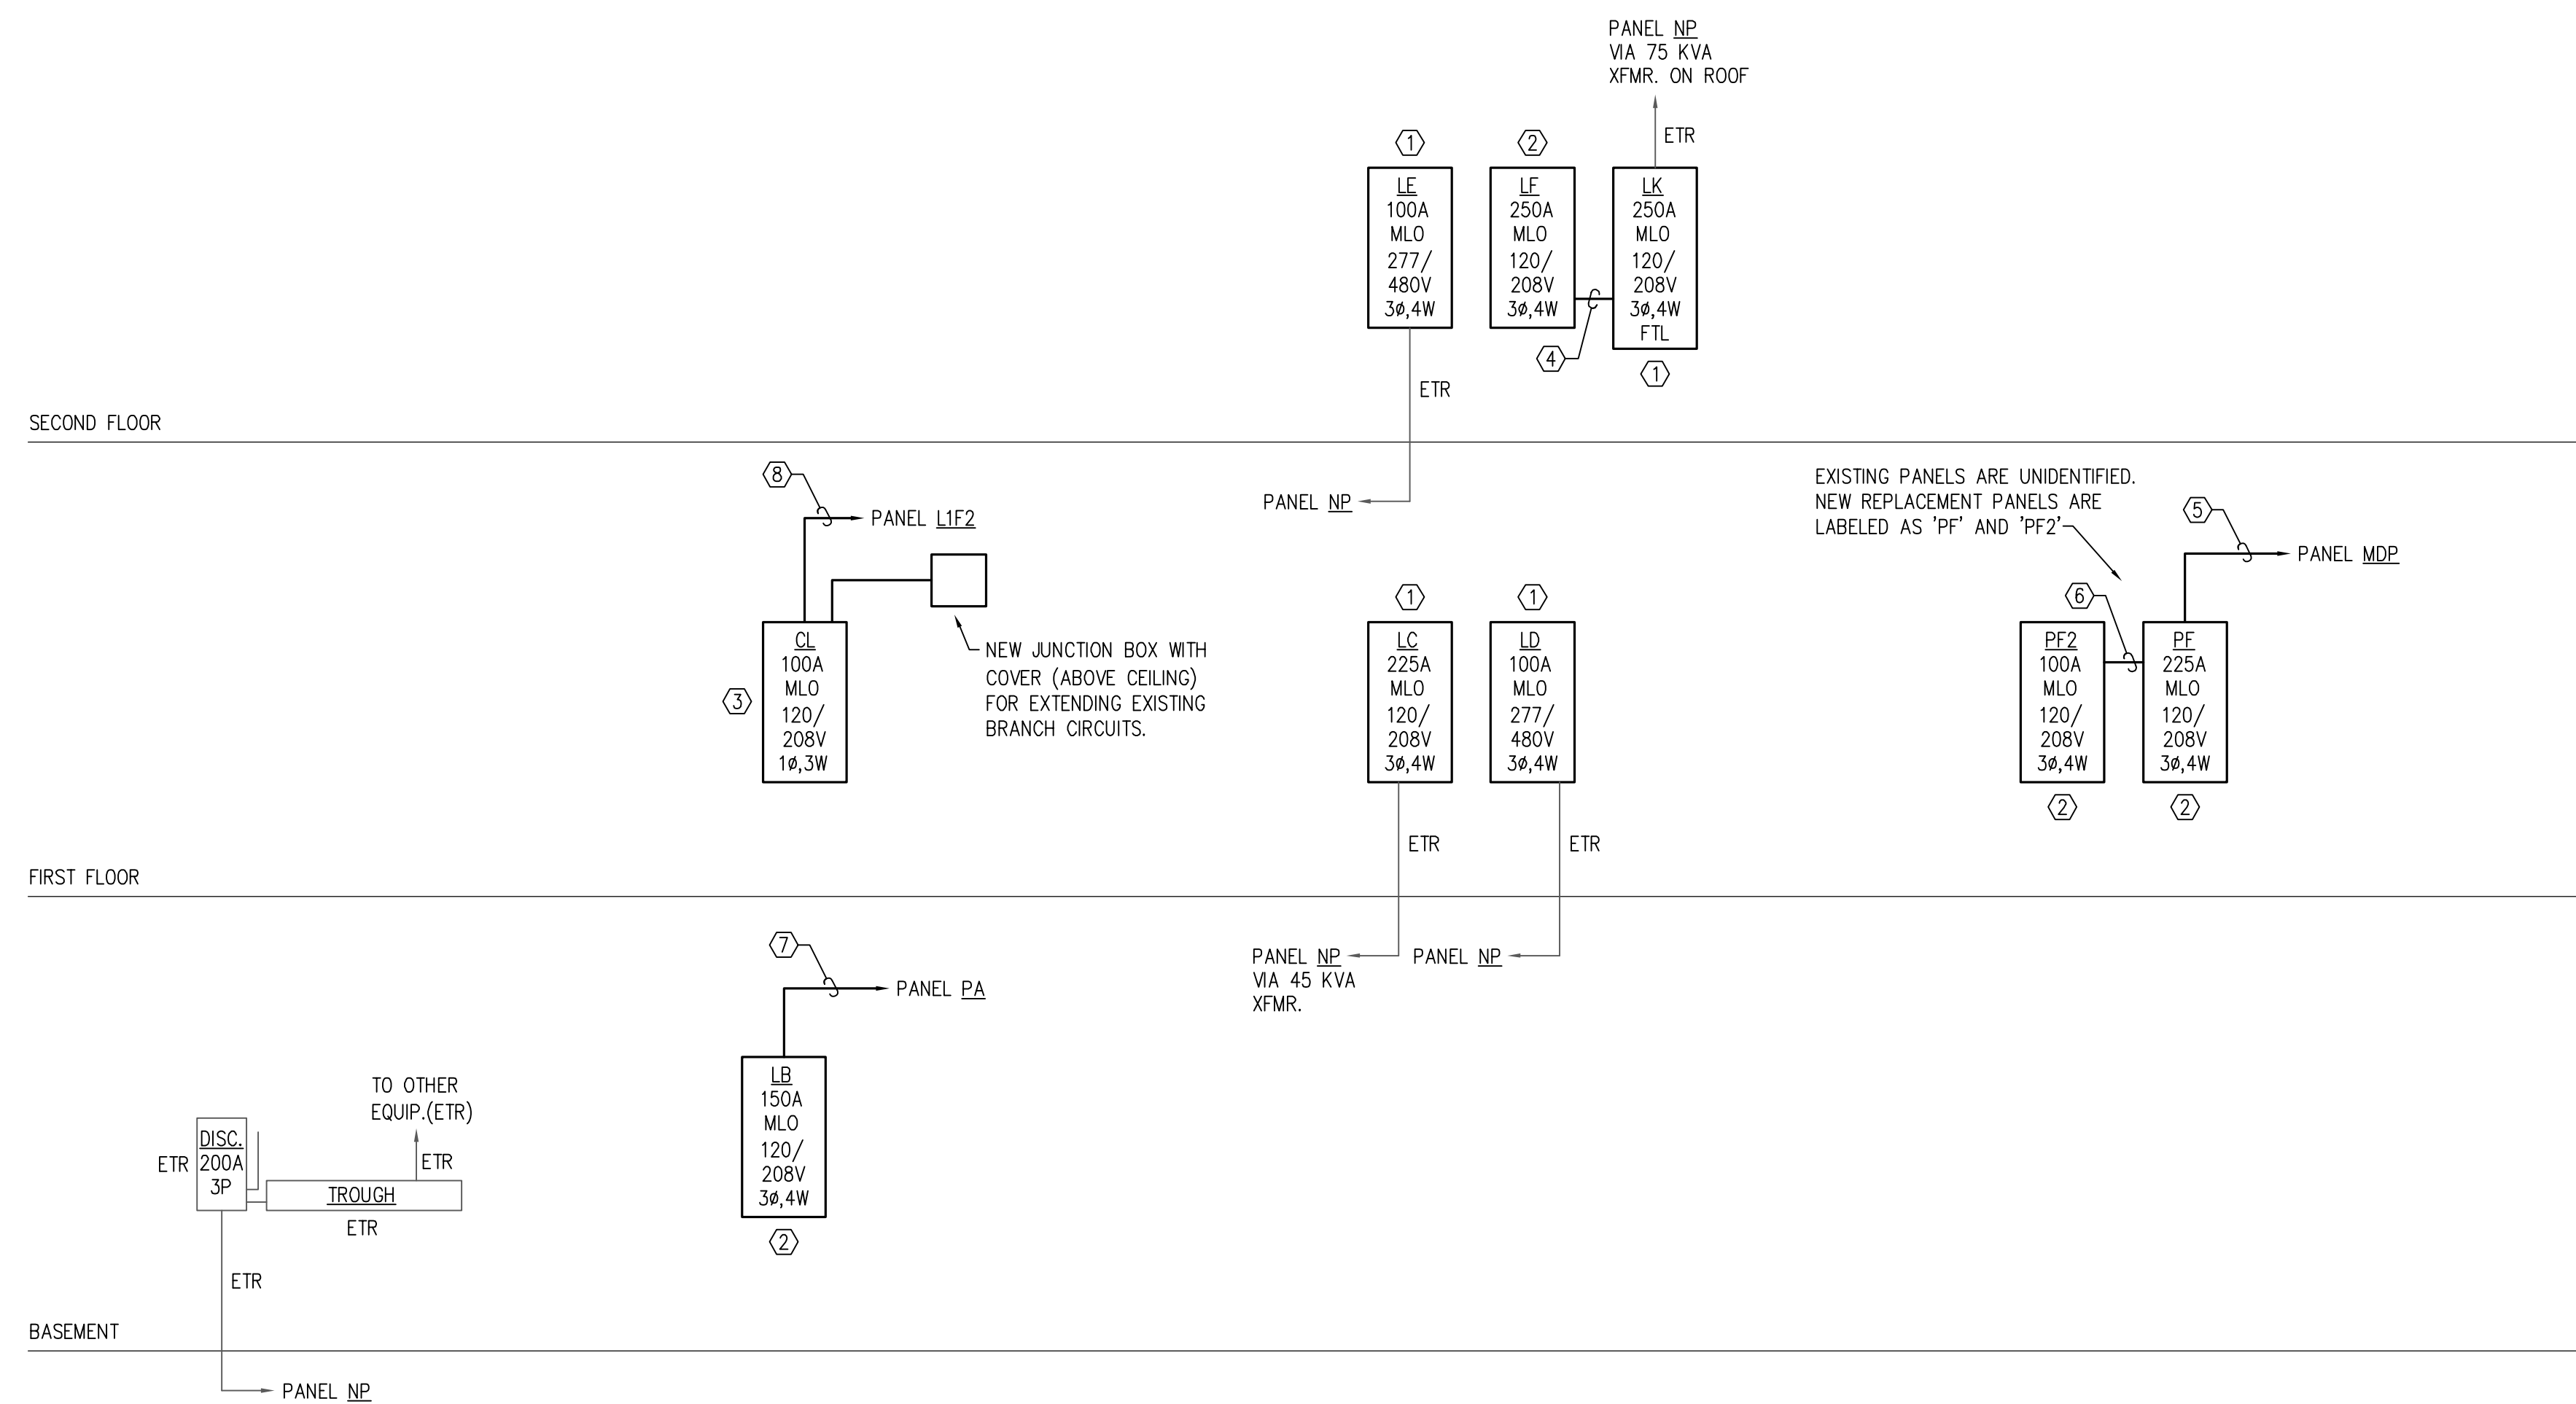 PANEL NP
VIA 75 KVA
XFMR. ON ROOF
ETR
1
2
LE
100A
MLO
277/
480V
3ø,4W
LF
250A
MLO
120/
208V
3ø,4W
LK
250A
MLO
120/
208V
3ø,4W
FTL
4
1
ETR
SECOND FLOOR
PANEL NP
8
PANEL L1F2
EXISTING PANELS ARE UNIDENTIFIED.
NEW REPLACEMENT PANELS ARE
LABELED AS 'PF' AND 'PF2'
5
PANEL MDP
6
CL
100A
MLO
120/
208V
1ø,3W
3
NEW JUNCTION BOX WITH
COVER (ABOVE CEILING)
FOR EXTENDING EXISTING
BRANCH CIRCUITS.
1
1
LC
225A
MLO
120/
208V
3ø,4W
LD
100A
MLO
277/
480V
3ø,4W
PF2
100A
MLO
120/
208V
3ø,4W
PF
225A
MLO
120/
208V
3ø,4W
2
2
ETR
ETR
FIRST FLOOR
PANEL NP
VIA 45 KVA
XFMR.
PANEL NP
7
PANEL PA
LB
150A
MLO
120/
208V
3ø,4W
2
TO OTHER
EQUIP.(ETR)
ETR
DISC.
200A
3P
ETR
TROUGH
ETR
ETR
BASEMENT
PANEL NP